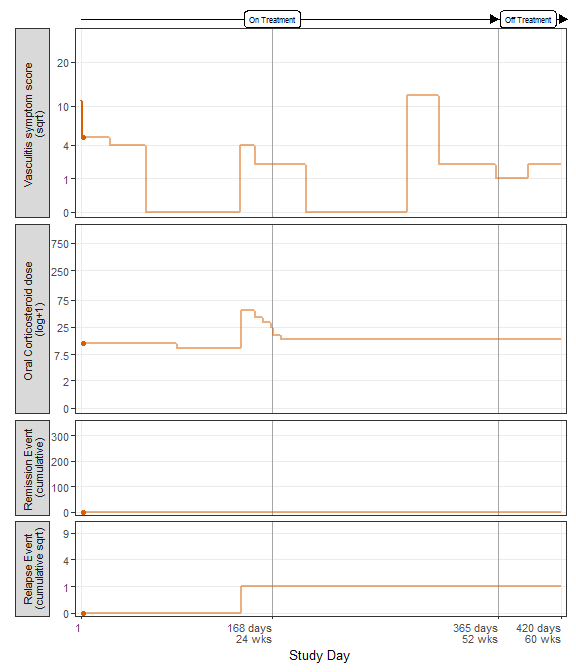 On Treatment
Off Treatment
Vasculitis symptom score
(sqrt)
20
10
4
1
0
Oral Corticosteroid dose
(log+1)
750
250
75
25
7.5
2
0
Remission Event
(cumulative)
300
200
100
0
Relapse Event
(cumulative sqrt)
9
4
1
0
1
168 days
24 wks
365 days
52 wks
420 days
60 wks
Study Day